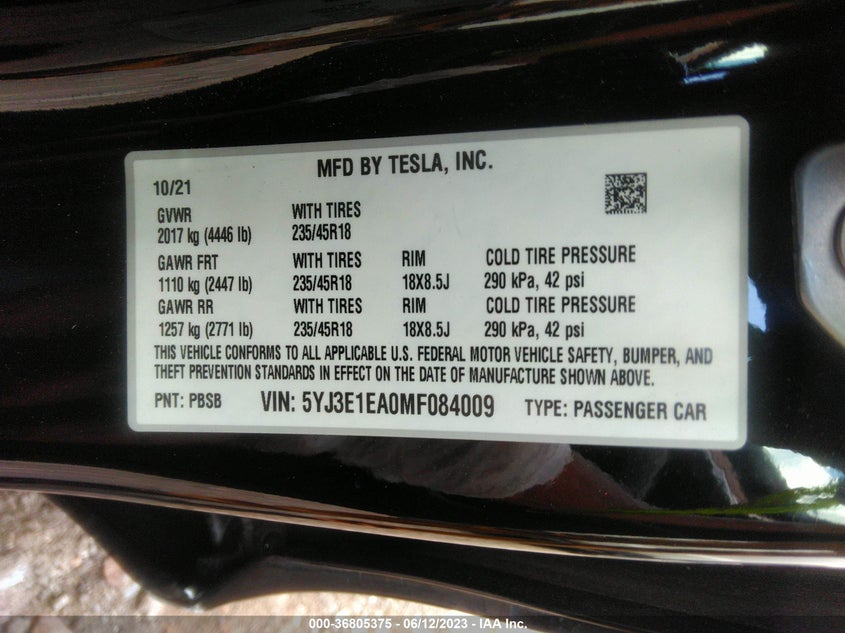 MFD BY TESLA, INC.
10/21
GVWR WITH TIRES
2017 kg (4446 lb) 235/45R18
GAWR FRT WITH TIRES RIM COLD TIRE PRESSURE
1110 kg (2447 lb) 235/45R18 18X8.5J 290 kPa, 42 psi
GAWR RR WITH TIRES RIM COLD TIRE PRESSURE
1257 kg (2771 lb) 235/45R18 18X8.5J 290 kPa, 42 psi
THIS VEHICLE CONFORMS TO ALL APPLICABLE U.S. FEDERAL MOTOR VEHICLE SAFETY, BUMPER, AND
THEFT PREVENTION STANDARDS IN EFFECT ON THE DATE OF MANUFACTURE SHOWN ABOVE.
PNT: PBSB VIN: 5YJ3E1EA0MF084009 TYPE: PASSENGER CAR
000-36805375 - 06/12/2023 - IAA Inc.